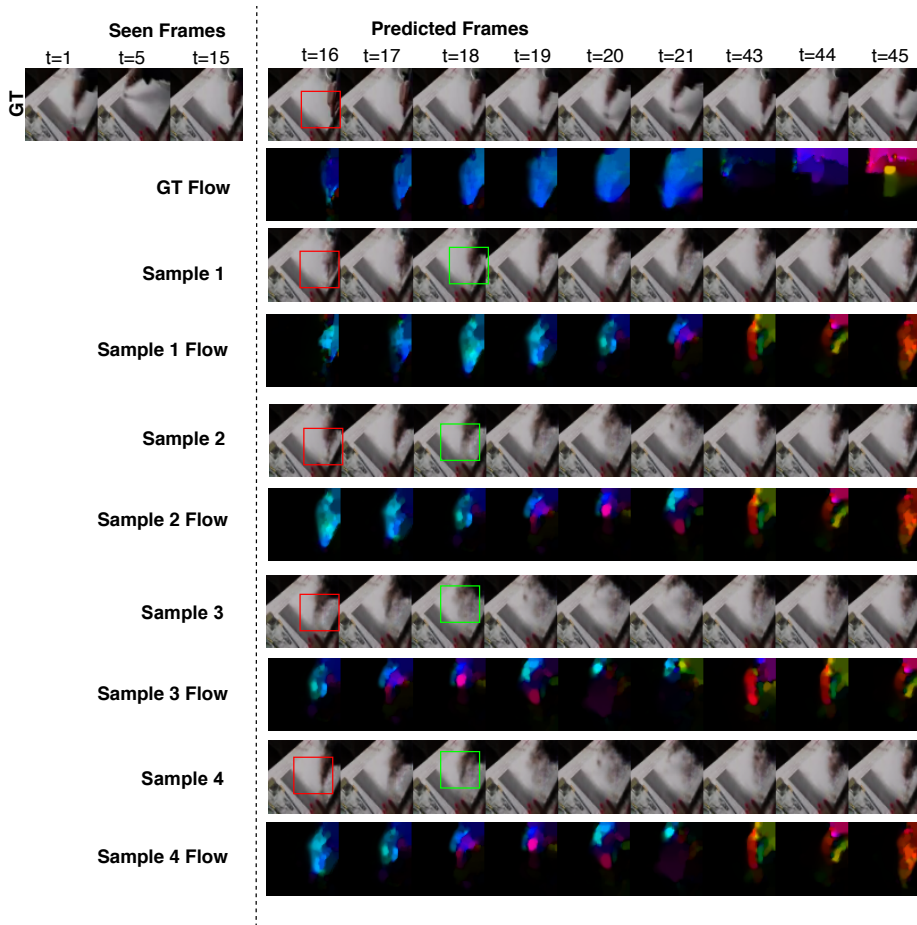 Seen Frames
Predicted Frames
t=1 t=5 t=15 t=16 t=17 t=18 t=19 t=20 t=21 t=43 t=44 t=45
GT
GT Flow
Sample 1
Sample 1 Flow
Sample 2
Sample 2 Flow
Sample 3
Sample 3 Flow
Sample 4
Sample 4 Flow